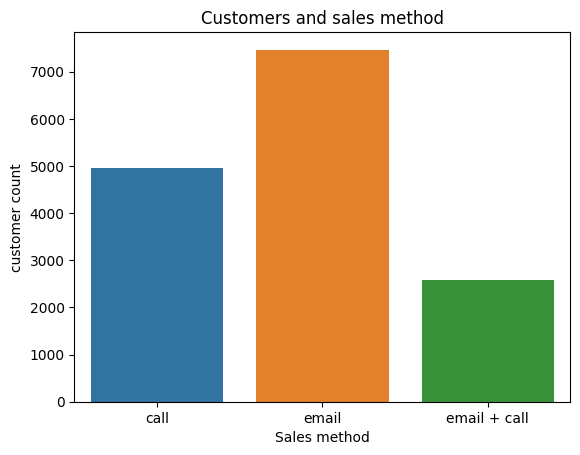 Customers and sales method
7000
6000
5000
4000
3000
2000
1000
0
customer count
call
email
email + call
Sales method